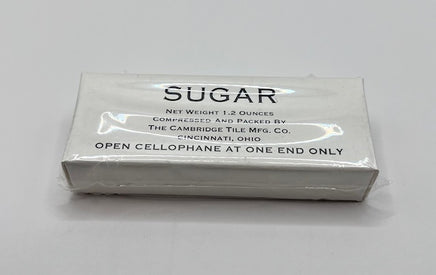 SUGAR
NET WEIGHT 1.2 OUNCES
COMPRESSED AND PACKED BY
THE CAMBRIDGE TILE MFG. CO.
CINCINNATI, OHIO
OPEN CELLOPHANE AT ONE END ONLY